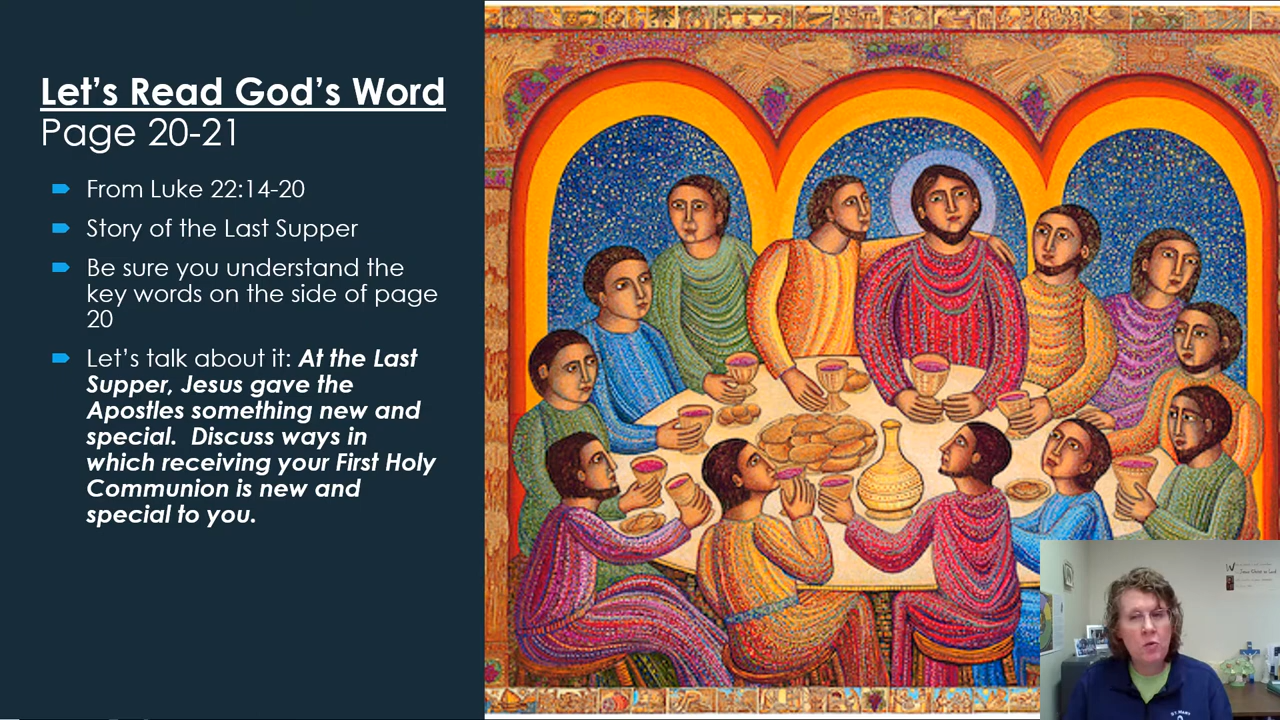 Let's Read God's Word
Page 20-21
From Luke 22:14-20
Story of the Last Supper
Be sure you understand the
key words on the side of page
20
Let's talk about it: At the Last
Supper, Jesus gave the
Apostles something new and
special.  Discuss ways in
which receiving your First Holy
Communion is new and
special to you.